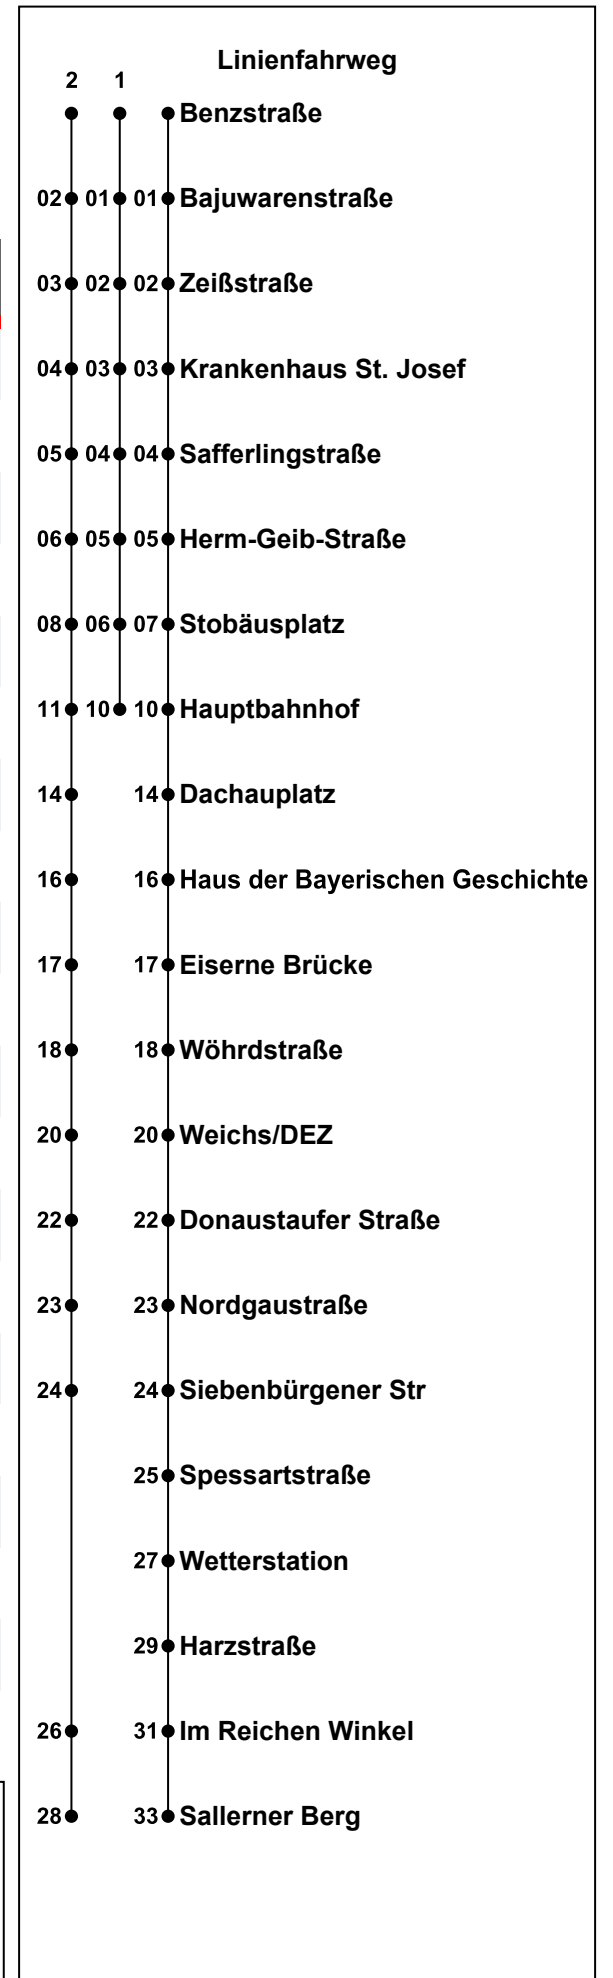 Linienfahrweg
2 1
Benzstraße
02 01 01 Bajuwarenstraße
03 02 02 Zeißstraße
04 03 03 Krankenhaus St. Josef
05 04 04 Safferlingstraße
06 05 05 Herm-Geib-Straße
08 06 07 Stobäusplatz
11 10 10 Hauptbahnhof
14 14 Dachauplatz
16 16 Haus der Bayerischen Geschichte
17 17 Eiserne Brücke
18 18 Wöhrdstraße
20 20 Weichs/DEZ
22 22 Donaustaufer Straße
23 23 Nordgaustraße
24 24 Siebenbürgener Str
25 Spessartstraße
27 Wetterstation
29 Harzstraße
26 31 Im Reichen Winkel
28 33 Sallerner Berg